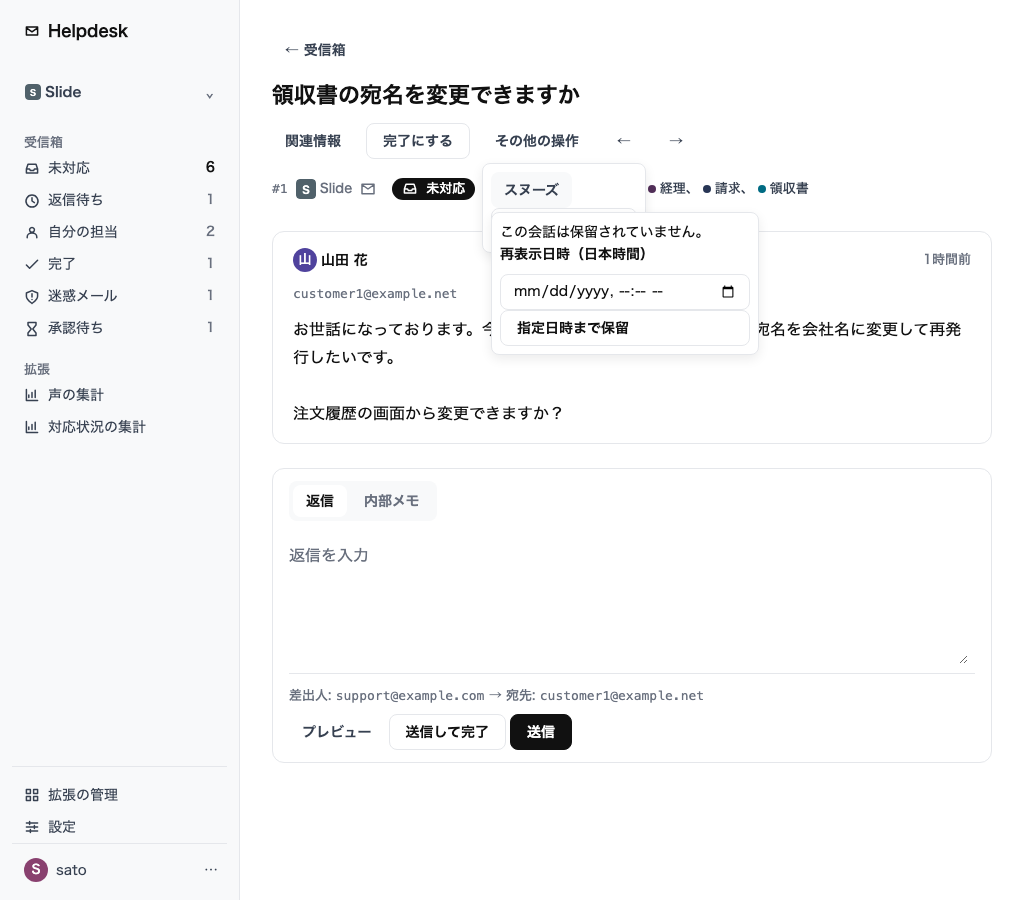 Helpdesk
S Slide
受信箱
未対応 6
返信待ち 1
自分の担当 2
完了 1
迷惑メール 1
承認待ち 1
拡張
声の集計
対応状況の集計
拡張の管理
設定
S sato ...
← 受信箱
領収書の宛名を変更できますか
関連情報 完了にする その他の操作 ← →
#1 S Slide 未対応 経理、 請求、 領収書
スヌーズ
この会話は保留されていません。
再表示日時（日本時間）
mm/dd/yyyy, --:-- --
指定日時まで保留
山 山田 花 1時間前
customer1@example.net
お世話になっております。 宛名を会社名に変更して再発
行したいです。
注文履歴の画面から変更できますか？
返信 内部メモ
返信を入力
差出人: support@example.com → 宛先: customer1@example.net
プレビュー 送信して完了 送信